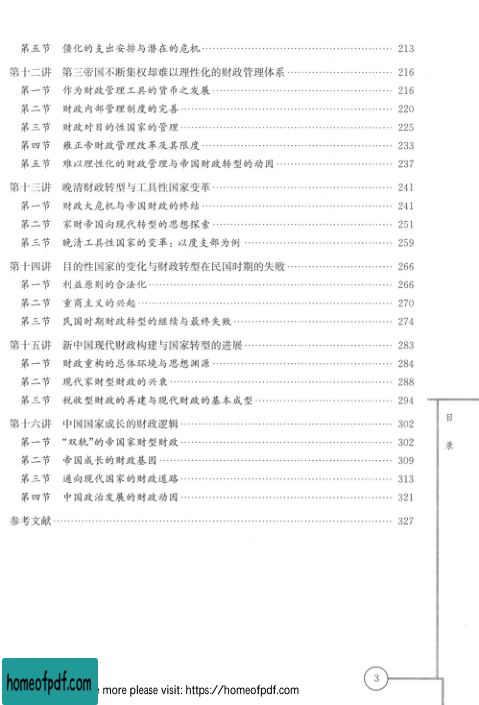 第五节 僵化的支出安排与潜在的危机 213
第十二讲 第三帝国不断集权却难以理性化的财政管理体系 216
第一节 作为财政管理工具的货币之发展 216
第二节 财政内部管理制度的完善 220
第三节 财政对目的性国家的管理 225
第四节 雍正帝财政管理改革及其限度 233
第五节 难以理性化的财政管理与帝国财政转型的动因 237
第十三讲 晚清财政转型与工具性国家变革 241
第一节 财政大危机与帝国财政的终结 241
第二节 家财帝国向现代转型的思想探索 251
第三节 晚清工具性国家的变革：以度支部为例 259
第十四讲 目的性国家的变化与财政转型在民国时期的失败 266
第一节 利益原则的合法化 266
第二节 重商主义的兴起 270
第三节 民国时期财政转型的继续与最终失败 274
第十五讲 新中国现代财政构建与国家转型的进展 283
第一节 财政重构的总体环境与思想渊源 284
第二节 现代家财型财政的兴衰 288
第三节 税收型财政的再建与现代财政的基本成型 294
第十六讲 中国国家成长的财政逻辑 302
第一节 “双轨”的帝国家财型财政 302
第二节 帝国成长的财政基因 309
第三节 通向现代国家的财政道路 313
第四节 中国政治发展的财政动因 321
参考文献 327
目录
3
homeofpdf.com
e more please visit: https://homeofpdf.com